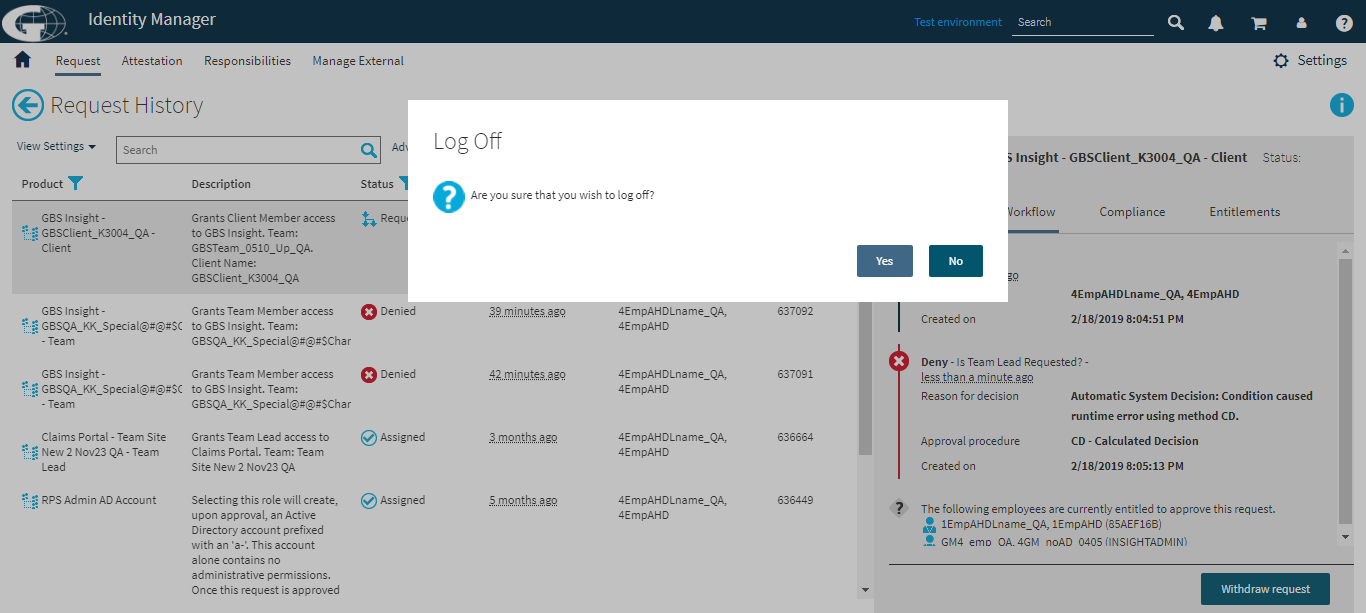 Identity Manager
Test environment
Search
Request
Attestation
Responsibilities
Manage External
Settings
Request History
View Settings
Search
Log Off
Are you sure that you wish to log off?
Yes
No
S Insight - GBSClient_K3004_QA - Client
Status:
Product
Description
Status
Workflow
Compliance
Entitlements
GBS Insight -
GBSClient_K3004_QA -
Client
Grants Client Member access
to GBS Insight. Team:
GBSTeam_0510_Up_QA.
Client Name:
GBSClient_K3004_QA
Reque
GBS Insight -
GBSQA_KK_Special@#@#$C
- Team
Grants Team Member access
to GBS Insight. Team:
GBSQA_KK_Special@#@#$Char
Denied
39 minutes ago
4EmpAHDLname_QA,
4EmpAHD
637092
GBS Insight -
GBSQA_KK_Special@#@#$C
- Team
Grants Team Member access
to GBS Insight. Team:
GBSQA_KK_Special@#@#$Char
Denied
42 minutes ago
4EmpAHDLname_QA,
4EmpAHD
637091
Claims Portal - Team Site
New 2 Nov23 QA - Team
Lead
Grants Team Lead access to
Claims Portal. Team: Team
Site New 2 Nov23 QA
Assigned
3 months ago
4EmpAHDLname_QA,
4EmpAHD
636664
RPS Admin AD Account
Selecting this role will create,
upon approval, an Active
Directory account prefixed
with an 'a-'. This account
alone contains no
administrative permissions.
Once this request is approved
Assigned
5 months ago
4EmpAHDLname_QA,
4EmpAHD
636449
go
4EmpAHDLname_QA, 4EmpAHD
Created on
2/18/2019 8:04:51 PM
Deny - Is Team Lead Requested? -
less than a minute ago
Reason for decision
Automatic System Decision: Condition caused
runtime error using method CD.
Approval procedure
CD - Calculated Decision
Created on
2/18/2019 8:05:13 PM
The following employees are currently entitled to approve this request.
1EmpAHDLname_QA, 1EmpAHD (85AEF16B)
GM4_emp_QA, 4GM_noAD_0405 (INSIGHTADMIN)
Withdraw request